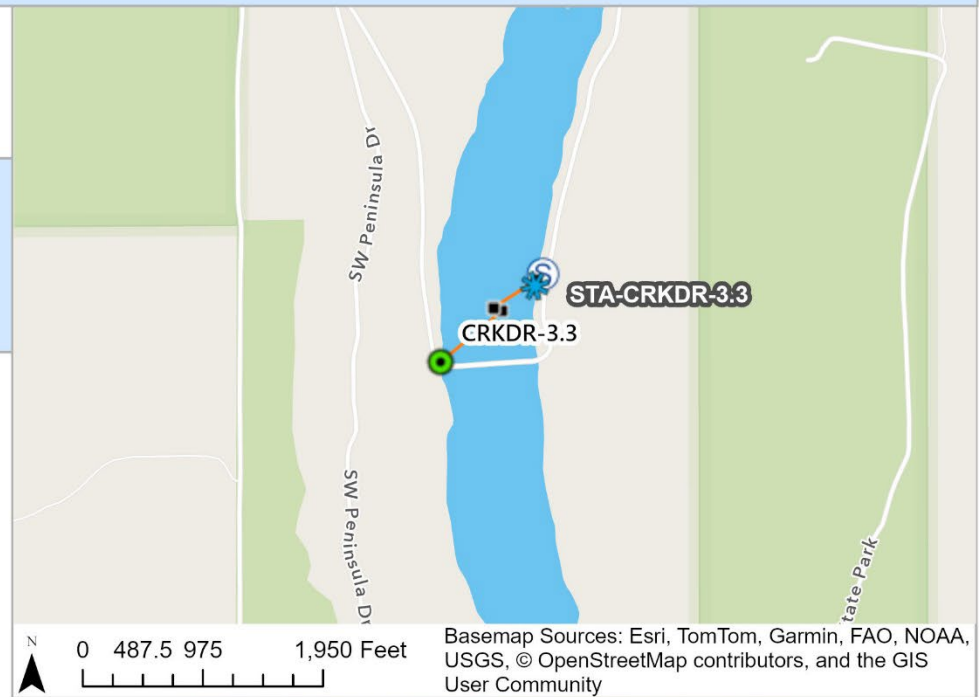 SW Peninsula Dr
S
STA-CRKDR-3.3
CRKDR-3.3
SW Peninsula Dr
tate Park
N
0 487.5 975 1,950 Feet
Basemap Sources: Esri, TomTom, Garmin, FAO, NOAA,
USGS, © OpenStreetMap contributors, and the GIS
User Community